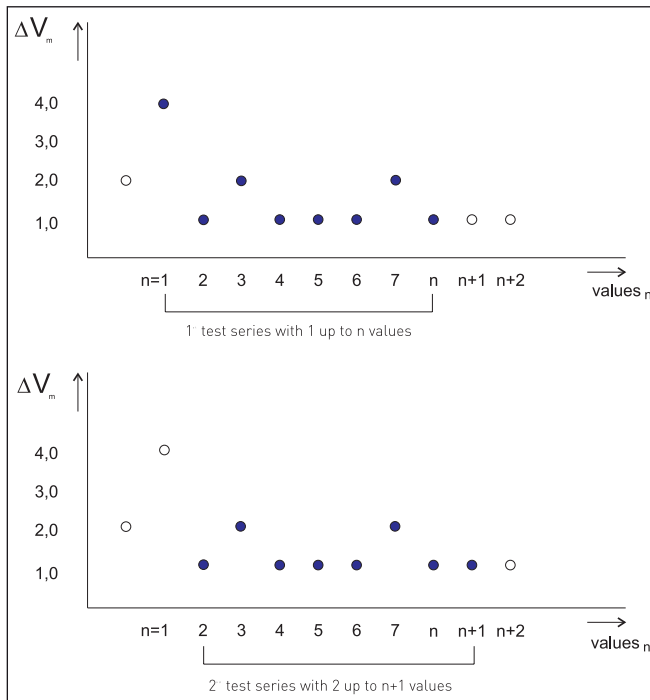 ΔVm
4,0
3,0
2,0
1,0
n=1 2 3 4 5 6 7 n n+1 n+2
values n
1¨ test series with 1 up to n values
ΔVm
4,0
3,0
2,0
1,0
n=1 2 3 4 5 6 7 n n+1 n+2
values n
2¨ test series with 2 up to n+1 values